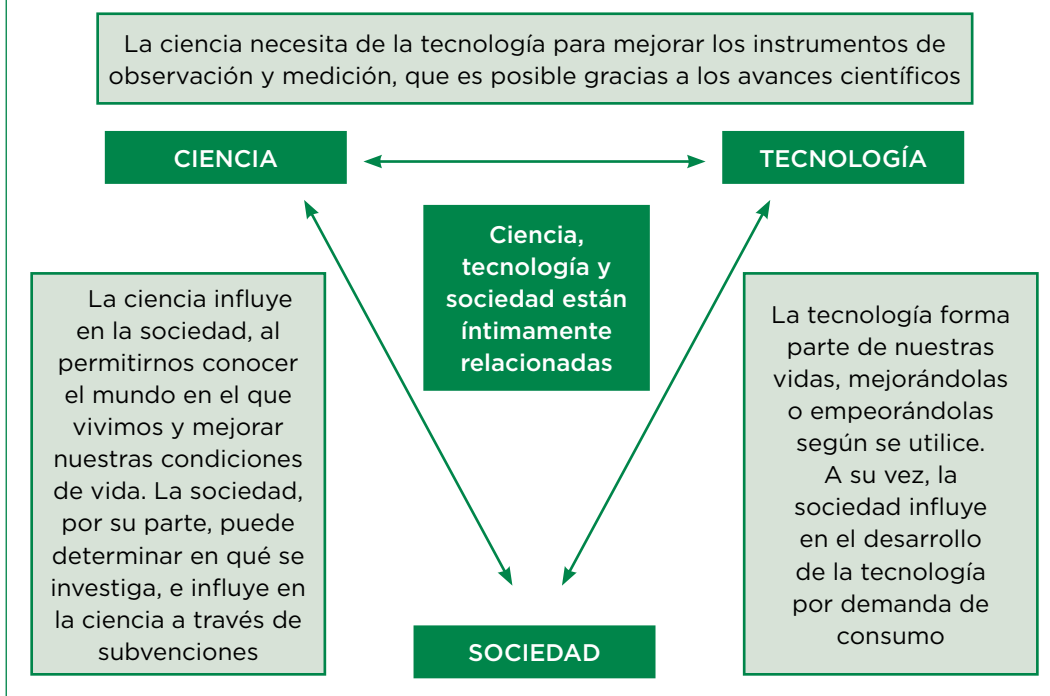 La ciencia necesita de la tecnología para mejorar los instrumentos de
observación y medición, que es posible gracias a los avances científicos
CIENCIA
TECNOLOGÍA
Ciencia,
tecnología y
sociedad están
íntimamente
relacionadas
La ciencia influye
en la sociedad, al
permitirnos conocer
el mundo en el que
vivimos y mejorar
nuestras condiciones
de vida. La sociedad,
por su parte, puede
determinar en qué se
investiga, e influye en
la ciencia a través de
subvenciones
La tecnología forma
parte de nuestras
vidas, mejorándolas
o empeorándolas
según se utilice.
A su vez, la
sociedad influye
en el desarrollo
de la tecnología
por demanda de
consumo
SOCIEDAD